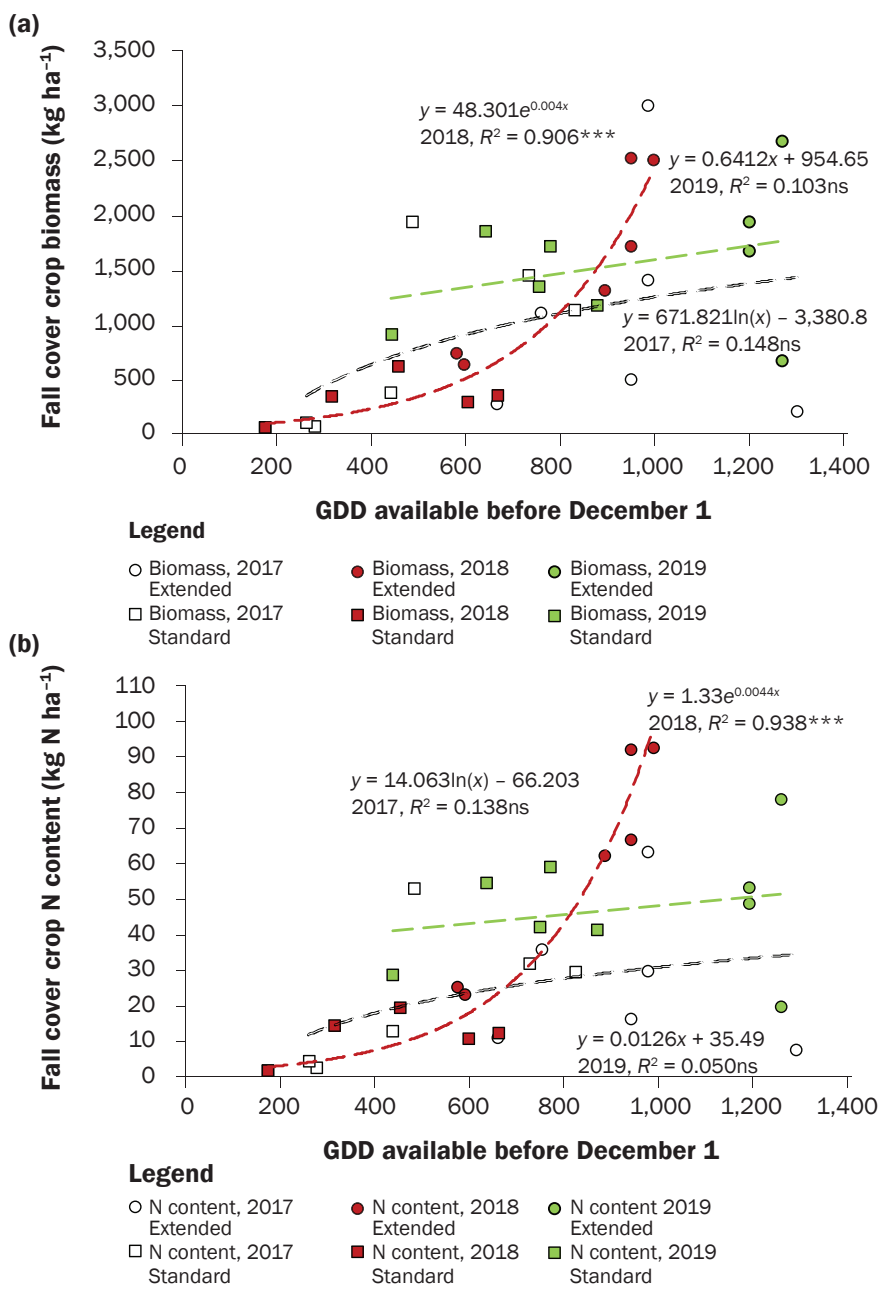 (a)
Fall cover crop biomass (kg ha⁻¹)
3,500
3,000
2,500
2,000
1,500
1,000
500
0
y = 48.301e^0.004x
2018, R² = 0.906***
y = 0.6412x + 954.65
2019, R² = 0.103ns
y = 671.821ln(x) – 3,380.8
2017, R² = 0.148ns
0 200 400 600 800 1,000 1,200 1,400
GDD available before December 1
Legend
Biomass, 2017 Extended
Biomass, 2018 Extended
Biomass, 2019 Extended
Biomass, 2017 Standard
Biomass, 2018 Standard
Biomass, 2019 Standard
(b)
Fall cover crop N content (kg N ha⁻¹)
110
100
90
80
70
60
50
40
30
20
10
0
y = 1.33e^0.0044x
2018, R² = 0.938***
y = 14.063ln(x) – 66.203
2017, R² = 0.138ns
y = 0.0126x + 35.49
2019, R² = 0.050ns
0 200 400 600 800 1,000 1,200 1,400
GDD available before December 1
Legend
N content, 2017 Extended
N content, 2018 Extended
N content 2019 Extended
N content, 2017 Standard
N content, 2018 Standard
N content, 2019 Standard